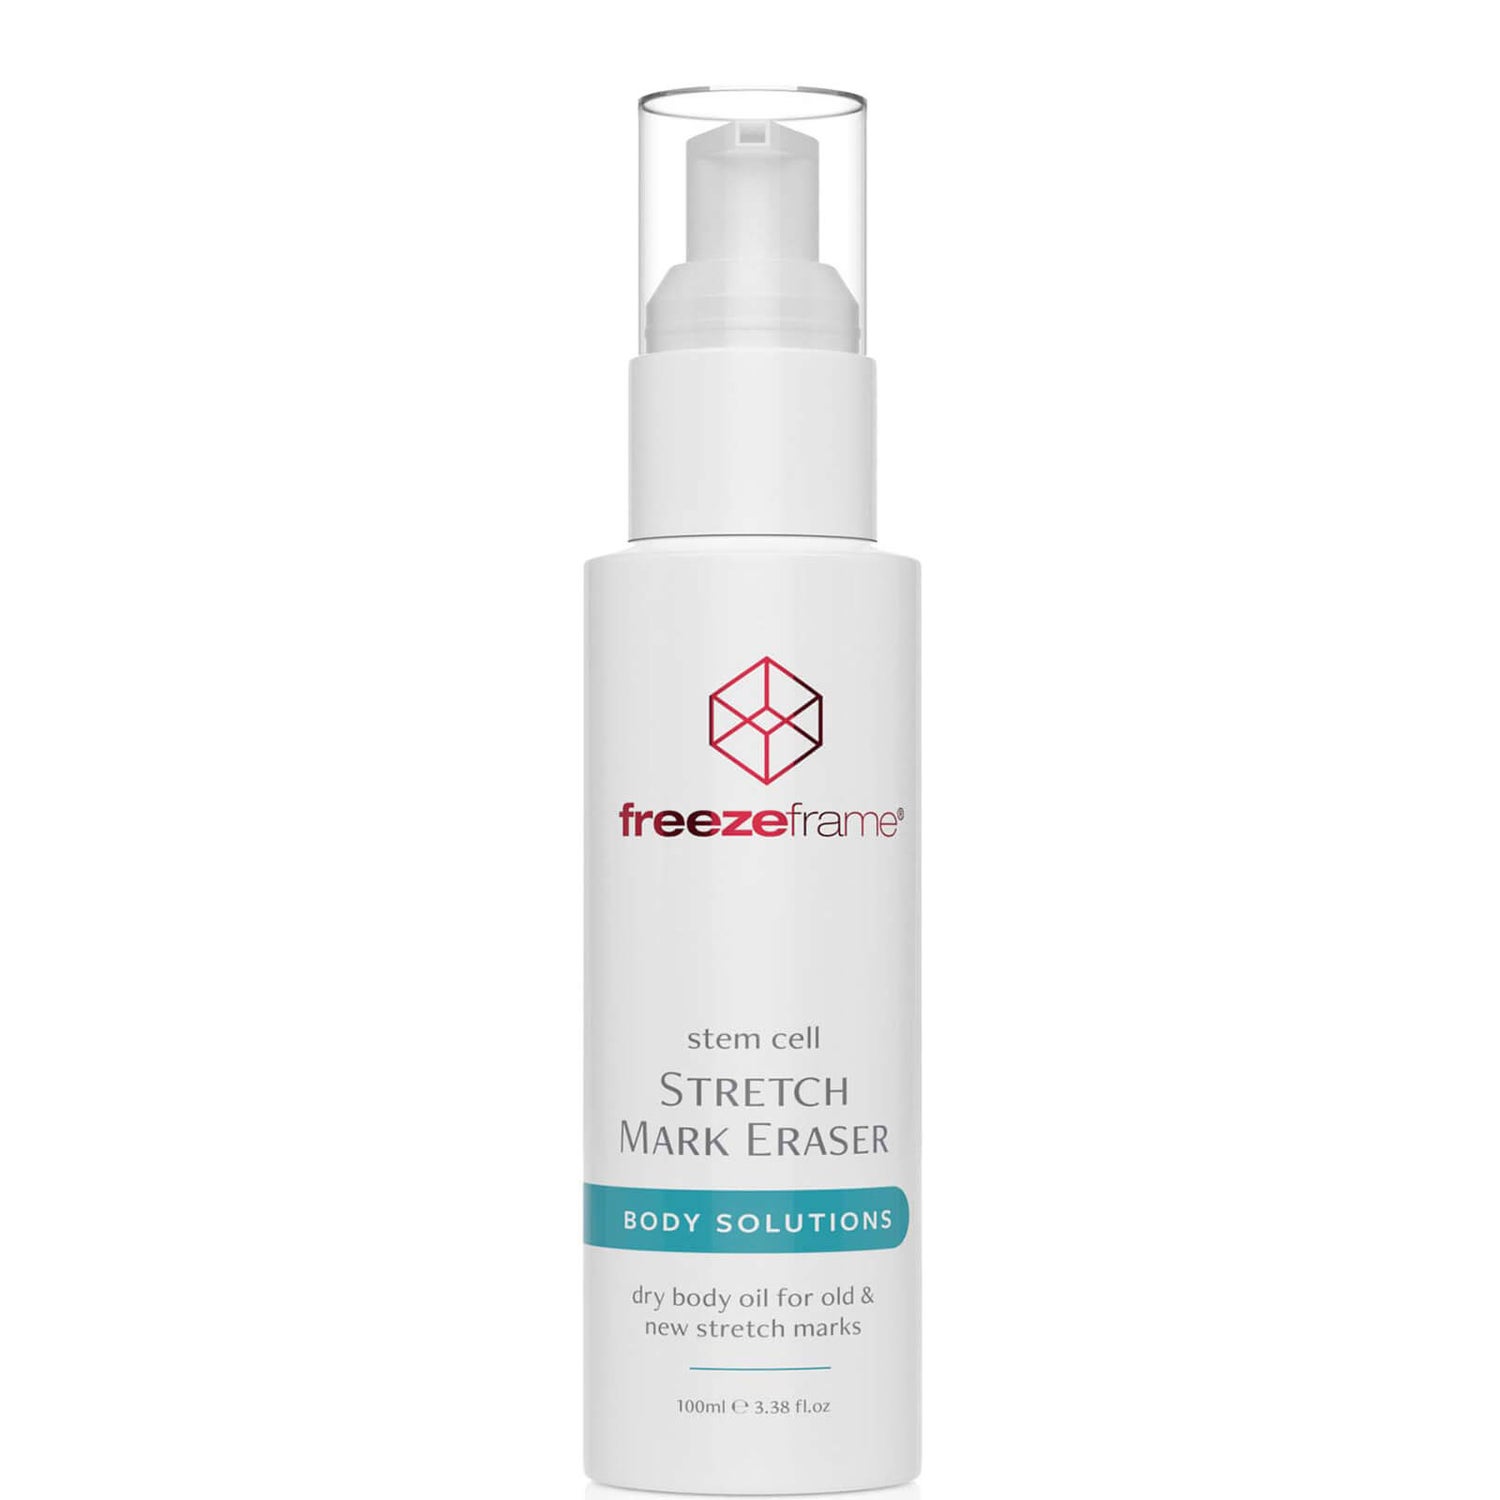 freezeframe®
stem cell
STRETCH
MARK ERASER
BODY SOLUTIONS
dry body oil for old &
new stretch marks
100ml ℮ 3.38 fl.oz